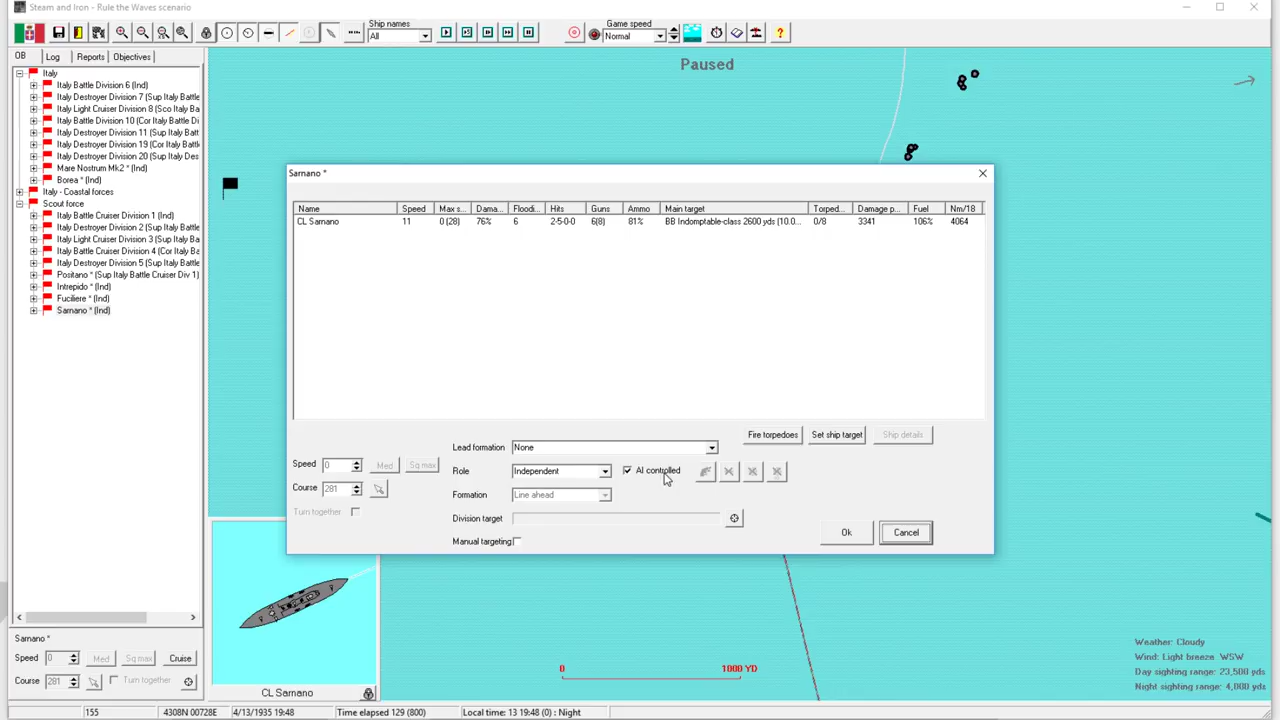 Steam and Iron - Rule the Waves scenario
Ship names
All
Game speed
Normal
OB Log Reports Objectives
Paused
Italy
Italy Battle Division 6 (Ind)
Italy Destroyer Division 7 (Sup Italy Battle
Italy Light Cruiser Division 8 (Sco Italy Ba
Italy Battle Division 10 (Cor Italy Battle Di
Italy Destroyer Division 11 (Sup Italy Batt
Italy Destroyer Division 19 (Cor Italy Batt
Italy Destroyer Division 20 (Sup Italy Des
Mare Nostrum Mk2 * (Ind)
Borea * (Ind)
Italy - Coastal forces
Scout force
Italy Battle Cruiser Division 1 (Ind)
Italy Destroyer Division 2 (Sup Italy Battle
Italy Light Cruiser Division 3 (Sup Italy Ba
Italy Battle Cruiser Division 4 (Cor Italy B
Italy Destroyer Division 5 (Sup Italy Battle
Positano * (Sup Italy Battle Cruiser Div 1)
Intrepido * (Ind)
Fuciliere * (Ind)
Sarnano * (Ind)
Sarnano *
Name Speed Max s... Dama... Floodi... Hits Guns Ammo Main target Torped... Damage p... Fuel Nm/18
CL Sarnano 11 0 (28) 76% 6 2-5-0-0 6(8) 81% BB Indomptable-class 2600 yds (10.0... 0/8 3341 106% 4064
Fire torpedoes Set ship target Ship details
Lead formation None
Speed 0 Med Sq max
Role Independent AI controlled
Course 281
Formation Line ahead
Turn together
Division target
Manual targeting
Ok Cancel
CL Sarnano
Sarnano *
Speed 0 Med Sq max Cruise
Course 281 Turn together
0 1000 YD
Weather: Cloudy
Wind: Light breeze WSW
Day sighting range: 23,500 yds
Night sighting range: 4,000 yds
155 4308N 00728E 4/13/1935 19:48 Time elapsed 129 (800) Local time: 13 19:48 (0) : Night